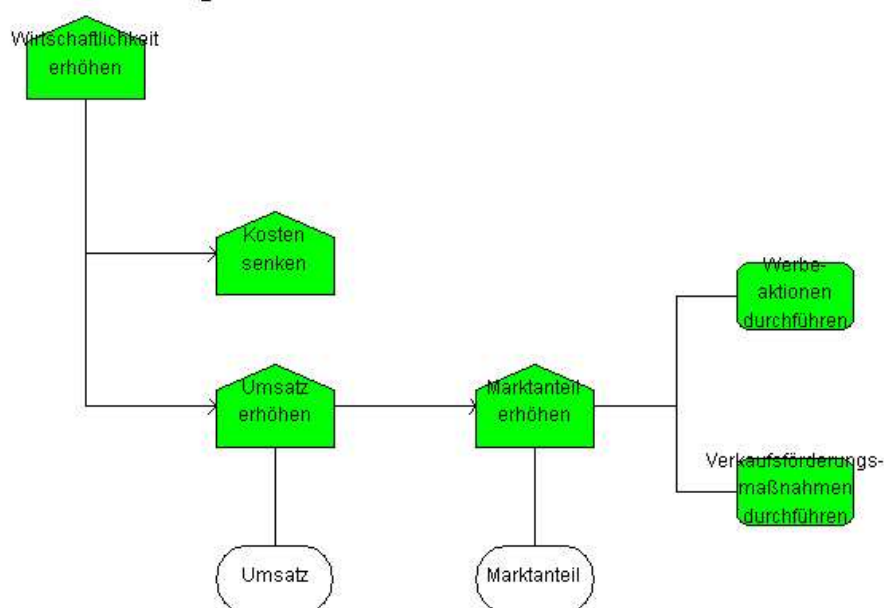 Wirtschaftlichkeit
erhöhen
Kosten
senken
Werbe-
aktionen
durchführen
Umsatz
erhöhen
Marktanteil
erhöhen
Verkaufsförderungs-
maßnahmen
durchführen
Umsatz
Marktanteil